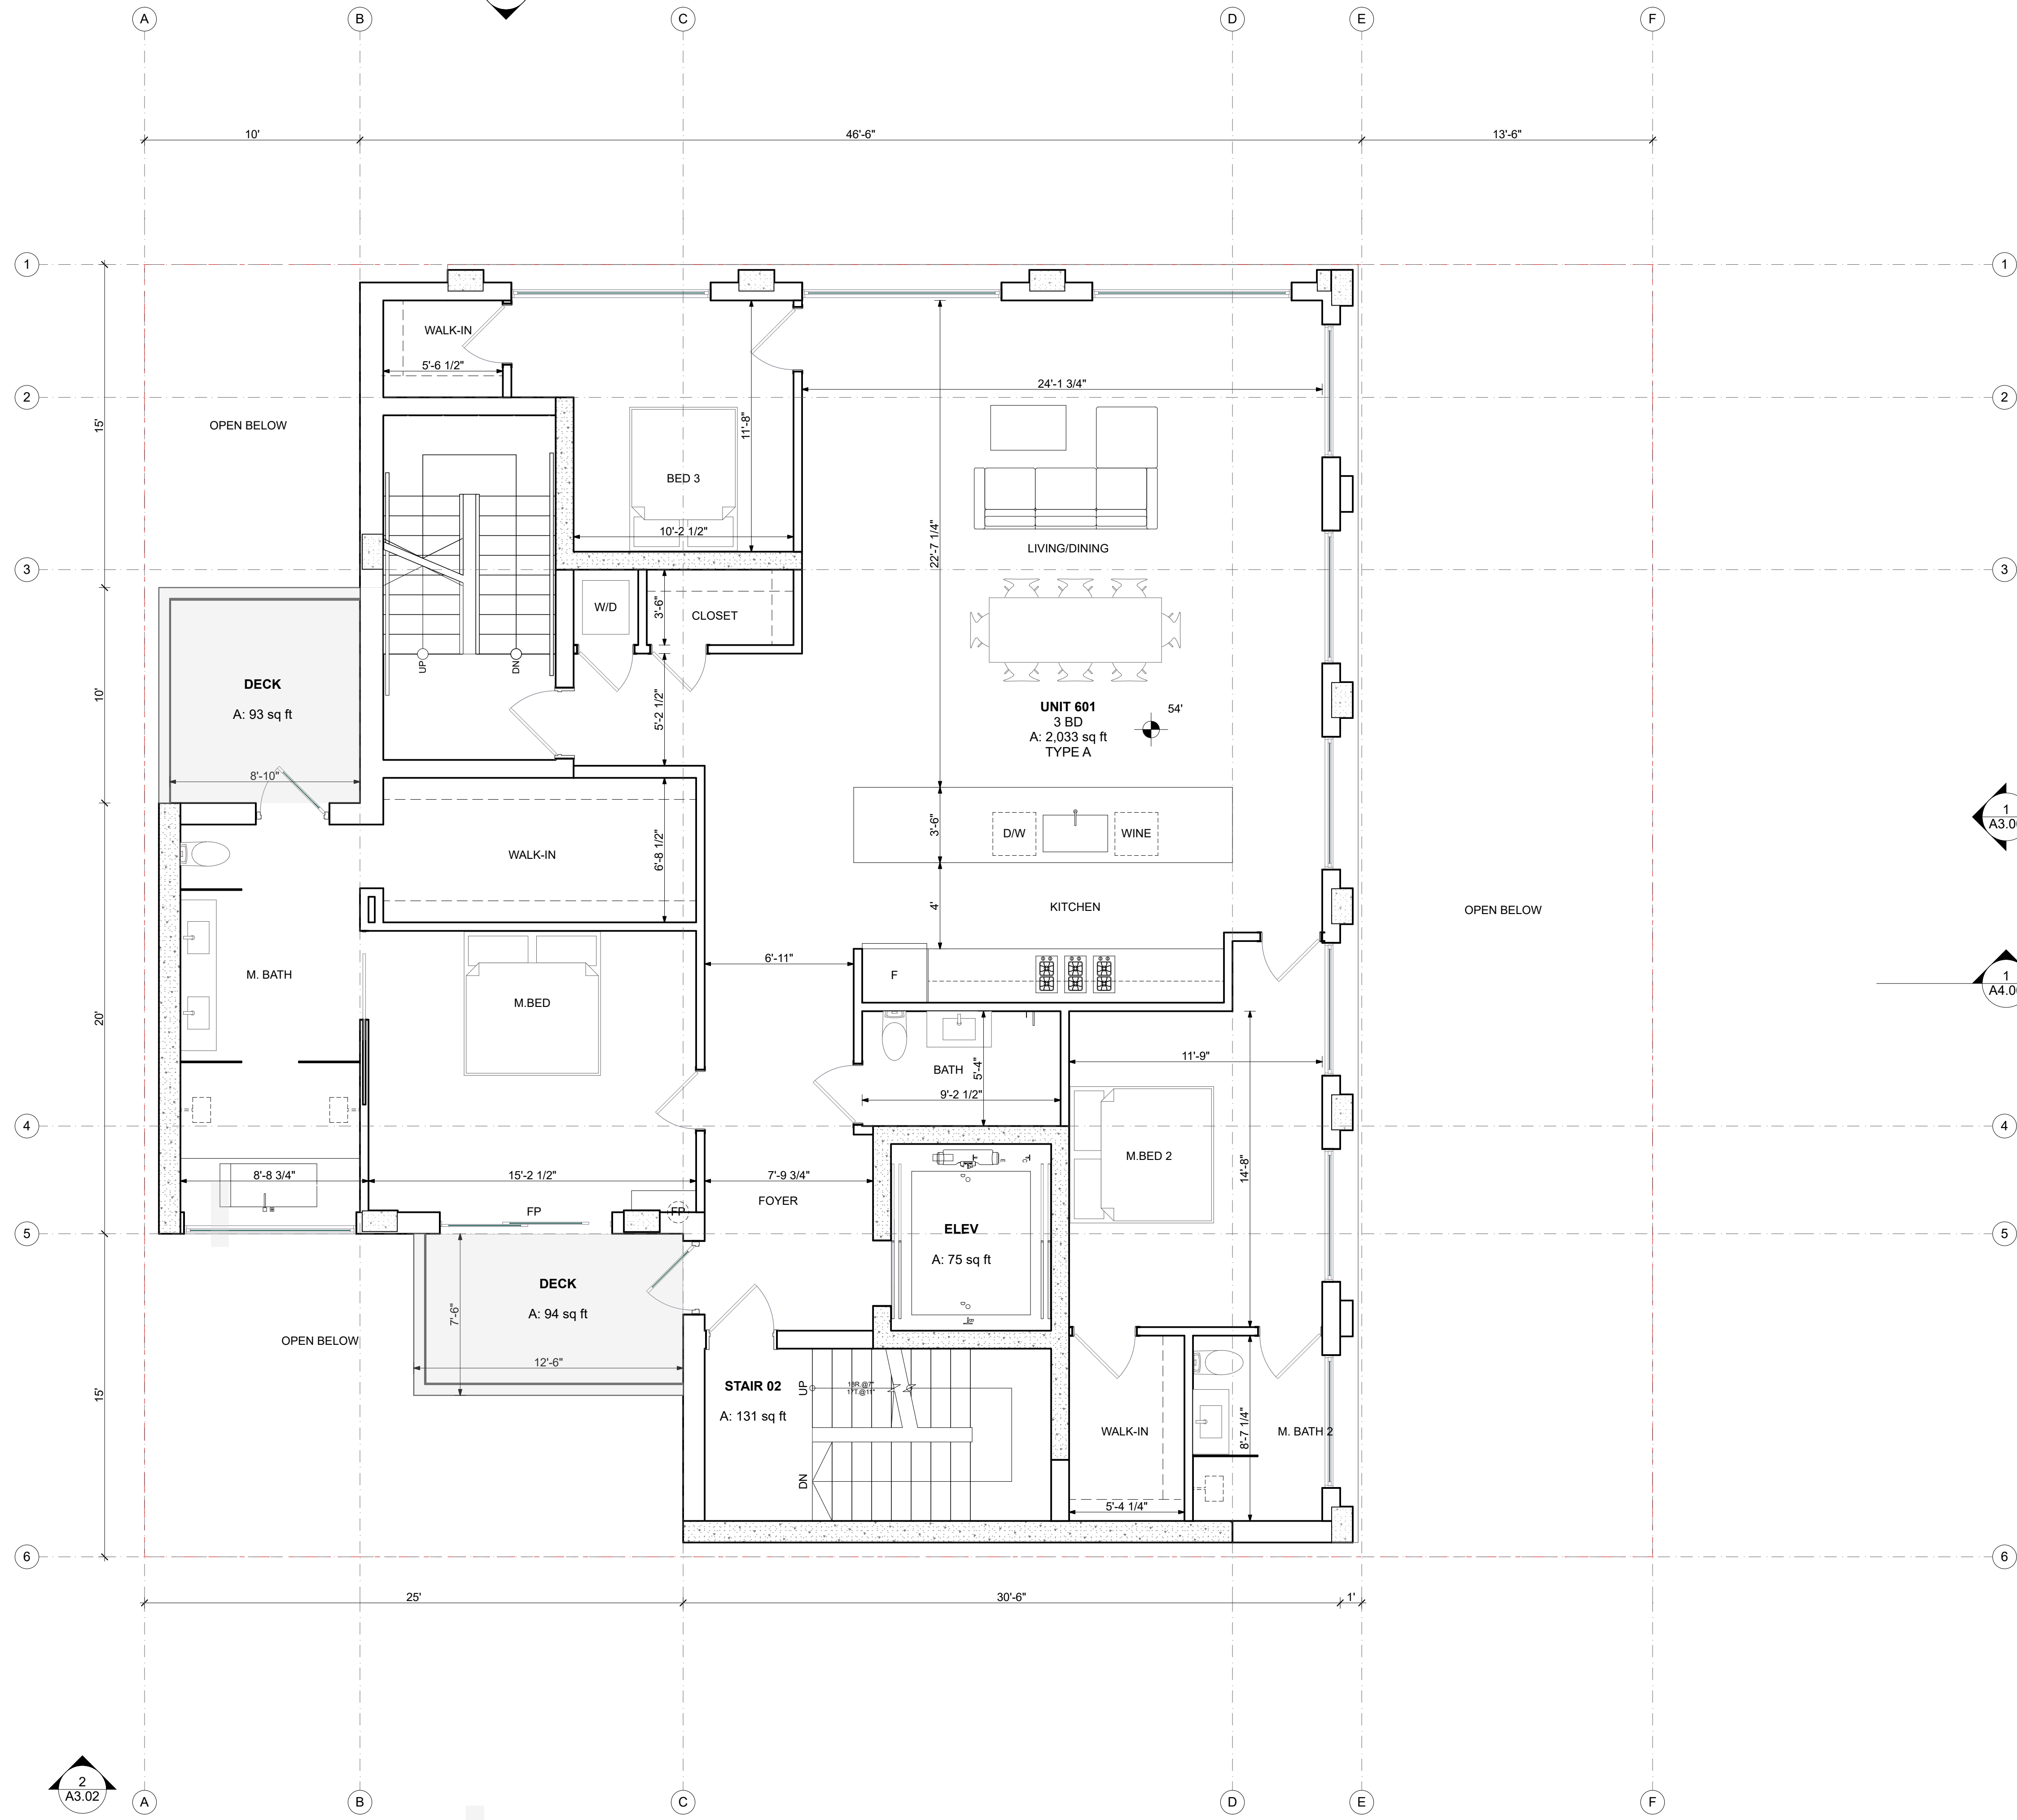 A B C D E F
10' 46'-6" 13'-6"
1 1
WALK-IN
5'-6 1/2"
24'-1 3/4"
2 2
15'
OPEN BELOW
11'-8"
BED 3
10'-2 1/2"
22'-7 1/4"
LIVING/DINING
3 3
W/D
3'-6"
CLOSET
UP
DN
DECK
A: 93 sq ft
10'
5'-2 1/2"
UNIT 601
3 BD
A: 2,033 sq ft
TYPE A
54'
8'-10"
3'-6"
D/W
WINE
1
A3.0
WALK-IN
6'-8 1/2"
4'
KITCHEN
OPEN BELOW
6'-11"
M. BATH
M.BED
F
1
A4.0
20'
BATH
5'-4"
11'-9"
9'-2 1/2"
4 4
M.BED 2
14'-8"
8'-8 3/4"
15'-2 1/2"
7'-9 3/4"
FOYER
FP
FP
5 5
ELEV
A: 75 sq ft
DECK
A: 94 sq ft
7'-6"
OPEN BELOW
12'-6"
15'
STAIR 02
A: 131 sq ft
UP
18R.@7"
17T.@11"
DN
WALK-IN
8'-7 1/4"
M. BATH 2
5'-4 1/4"
6 6
25' 30'-6" 1'
2
A3.02
A B C D E F